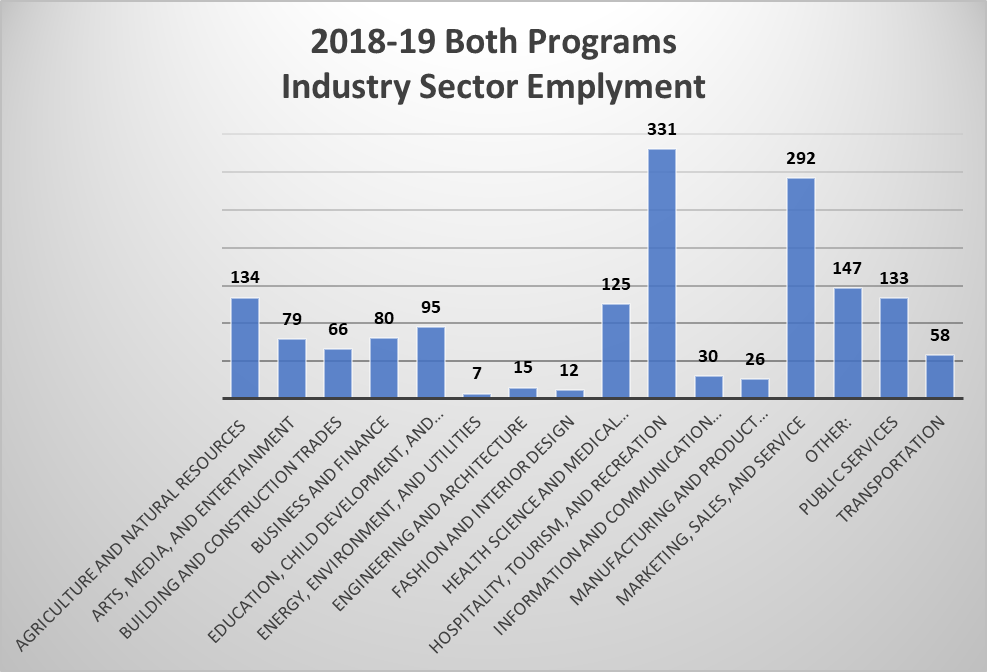 2018-19 Both Programs
Industry Sector Emplyment
134
79
66
80
95
7
15
12
125
331
30
26
292
147
133
58
AGRICULTURE AND NATURAL RESOURCES
ARTS, MEDIA, AND ENTERTAINMENT
BUILDING AND CONSTRUCTION TRADES
BUSINESS AND FINANCE
EDUCATION, CHILD DEVELOPMENT, AND…
ENERGY, ENVIRONMENT, AND UTILITIES
ENGINEERING AND ARCHITECTURE
FASHION AND INTERIOR DESIGN
HEALTH SCIENCE AND MEDICAL…
HOSPITALITY, TOURISM, AND RECREATION
INFORMATION AND COMMUNICATION…
MANUFACTURING AND PRODUCT…
MARKETING, SALES, AND SERVICE
OTHER:
PUBLIC SERVICES
TRANSPORTATION